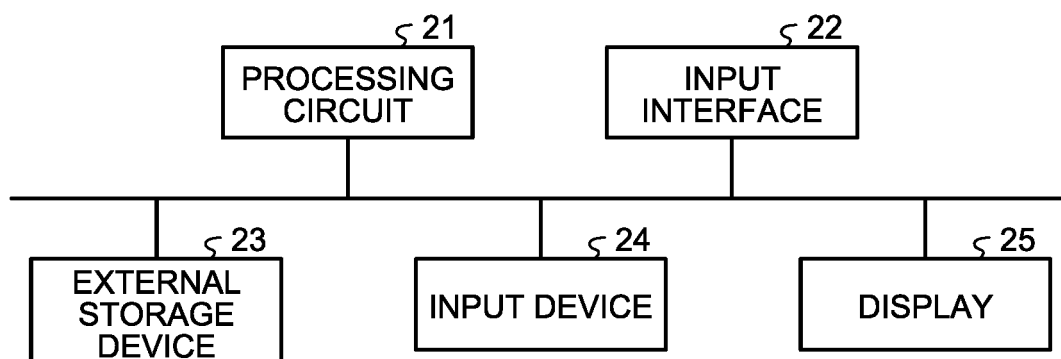 21
PROCESSING
CIRCUIT
22
INPUT
INTERFACE
23
EXTERNAL
STORAGE
DEVICE
24
INPUT DEVICE
25
DISPLAY